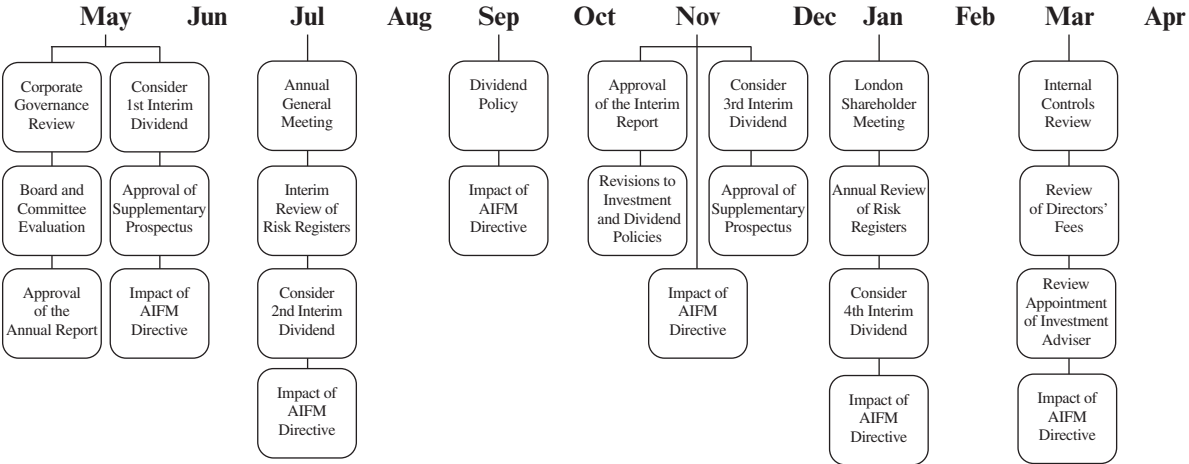 May Jun Jul Aug Sep Oct Nov Dec Jan Feb Mar Apr
Corporate
Governance
Review
Board and
Committee
Evaluation
Approval
of the
Annual Report
Consider
1st Interim
Dividend
Approval of
Supplementary
Prospectus
Impact of
AIFM
Directive
Annual
General
Meeting
Interim
Review of
Risk Registers
Consider
2nd Interim
Dividend
Impact of
AIFM
Directive
Dividend
Policy
Impact of
AIFM
Directive
Approval
of the Interim
Report
Revisions to
Investment
and Dividend
Policies
Consider
3rd Interim
Dividend
Approval of
Supplementary
Prospectus
Impact of
AIFM
Directive
London
Shareholder
Meeting
Annual Review
of Risk
Registers
Consider
4th Interim
Dividend
Impact of
AIFM
Directive
Internal
Controls
Review
Review
of Directors’
Fees
Review
Appointment
of Investment
Adviser
Impact of
AIFM
Directive